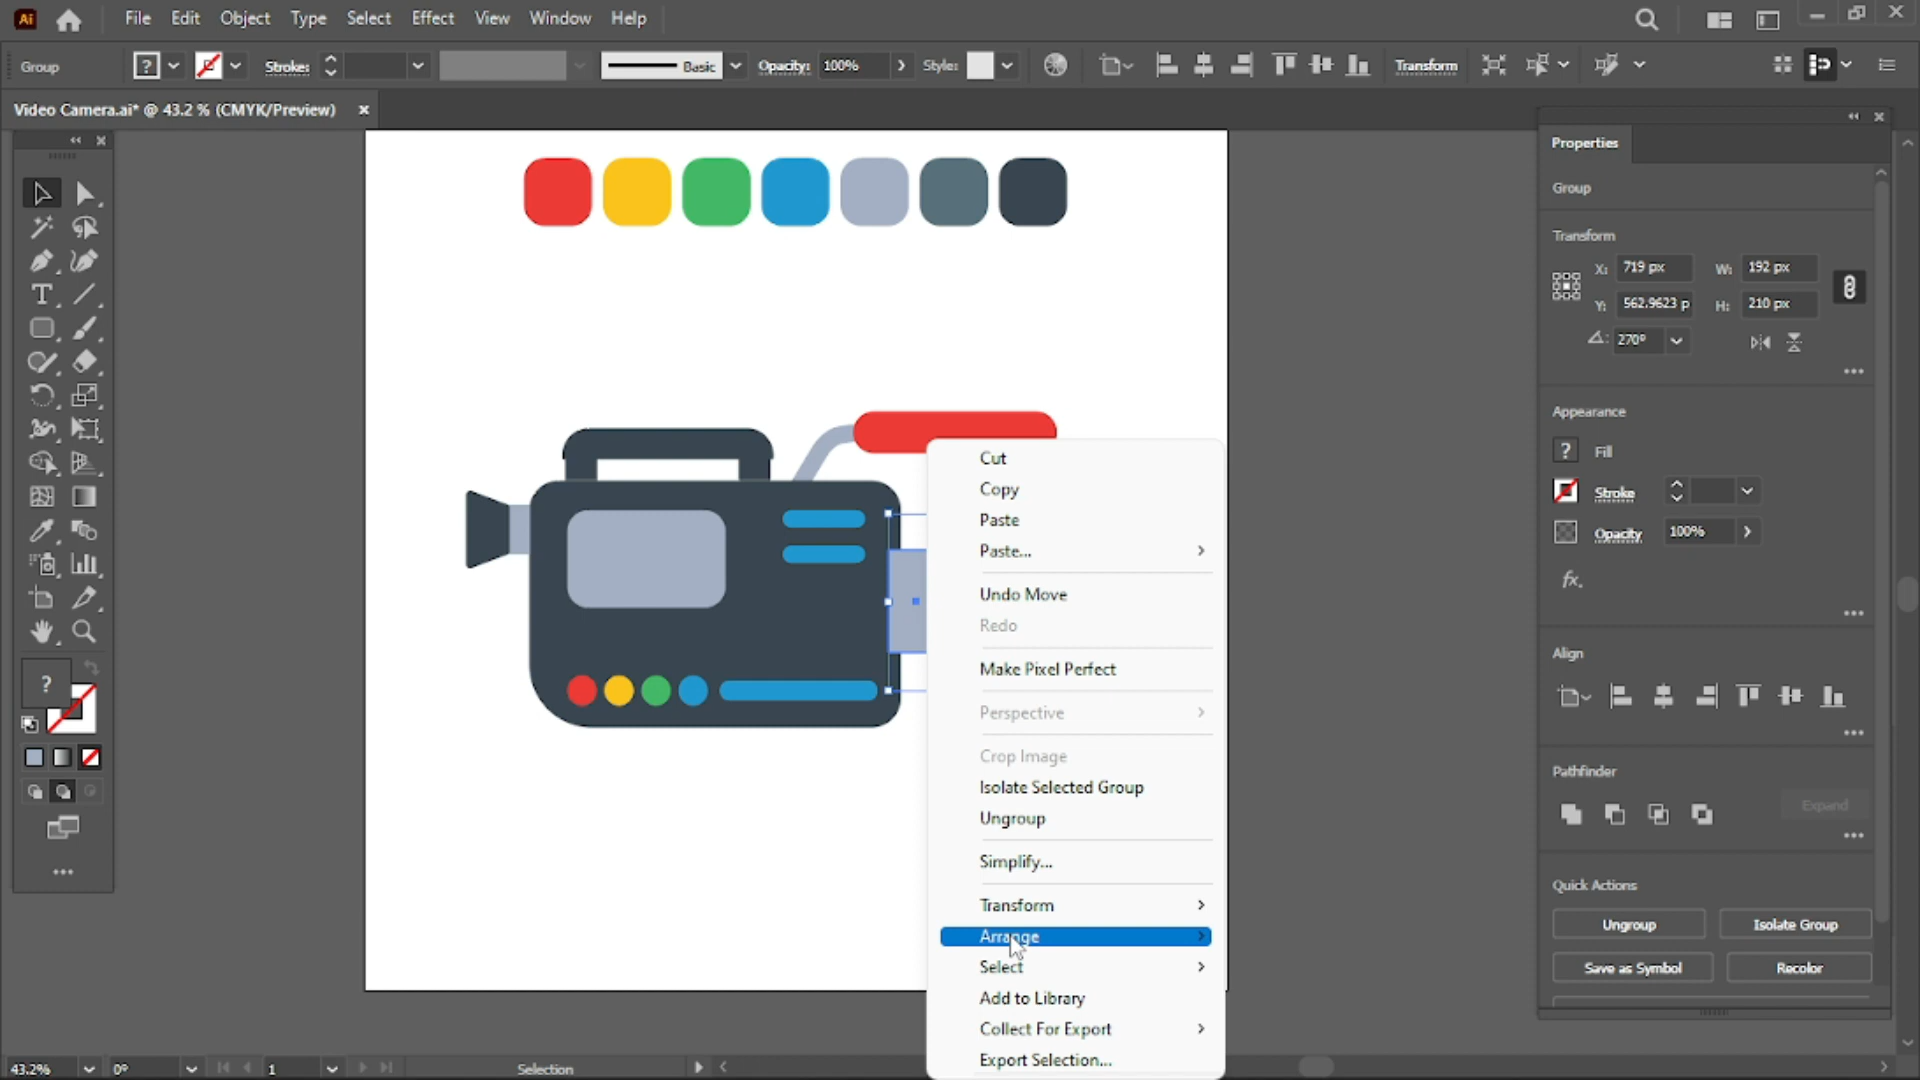 Ai File Edit Object Type Select Effect View Window Help
Group ? Stroke: Basic Opacity: 100% Style: Transform
Video Camera.ai* @ 43.2 % (CMYK/Preview)
Properties
Group
Transform
X: 719 px W: 192 px
Y: 562.9623 p H: 210 px
270°
Appearance
? Fill
Stroke
Opacity 100%
fx.
Align
Pathfinder
Expand
Quick Actions
Ungroup Isolate Group
Save as Symbol Recolor
T
?
Cut
Copy
Paste
Paste...
Undo Move
Redo
Make Pixel Perfect
Perspective
Crop Image
Isolate Selected Group
Ungroup
Simplify...
Transform
Arrange
Select
Add to Library
Collect For Export
Export Selection...
43.2% 0° 1 Selection